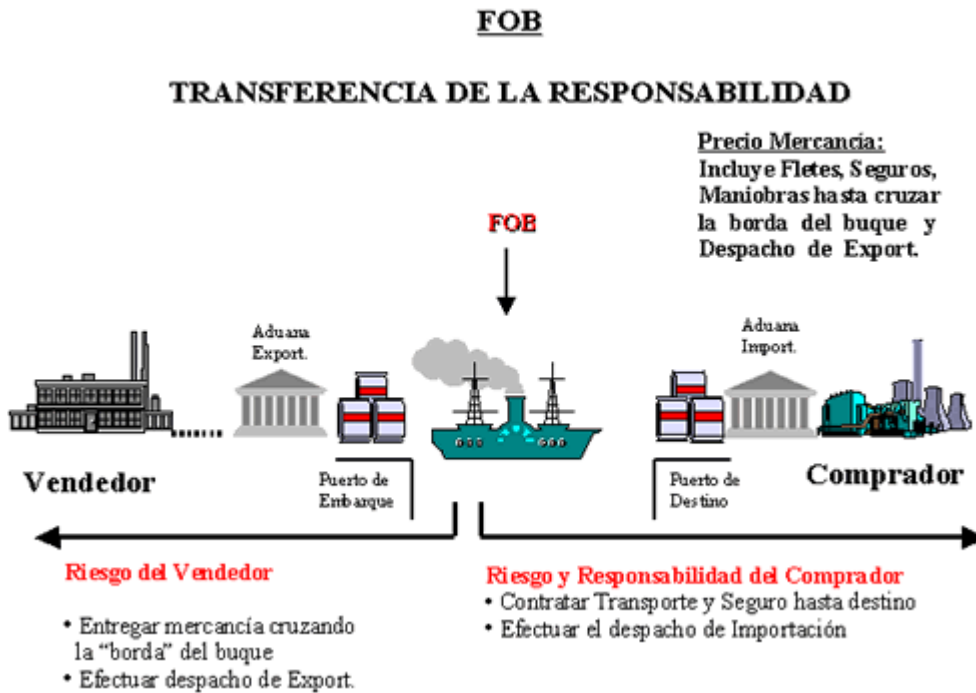 FOB
TRANSFERENCIA DE LA RESPONSABILIDAD
Precio Mercancía:
Incluye Fletes, Seguros,
Maniobras hasta cruzar
la borda del buque y
Despacho de Export.
FOB
Aduana
Export.
Aduana
Import.
Vendedor
Puerto de
Embarque
Puerto de
Destino
Comprador
Riesgo del Vendedor
• Entregar mercancía cruzando
la “borda” del buque
• Efectuar despacho de Export.
Riesgo y Responsabilidad del Comprador
• Contratar Transporte y Seguro hasta destino
• Efectuar el despacho de Importación